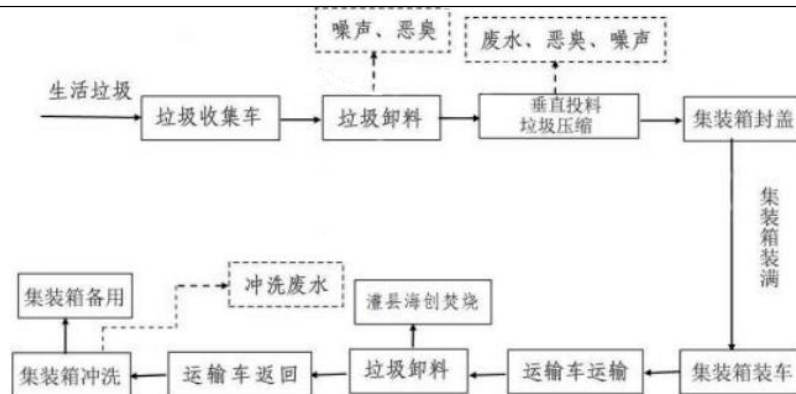 噪声、恶臭
废水、恶臭、噪声
生活垃圾
垃圾收集车
垃圾卸料
垂直投料
垃圾压缩
集装箱封盖
集装箱装满
集装箱备用
冲洗废水
澧县海创焚烧
集装箱冲洗
运输车返回
垃圾卸料
运输车运输
集装箱装车